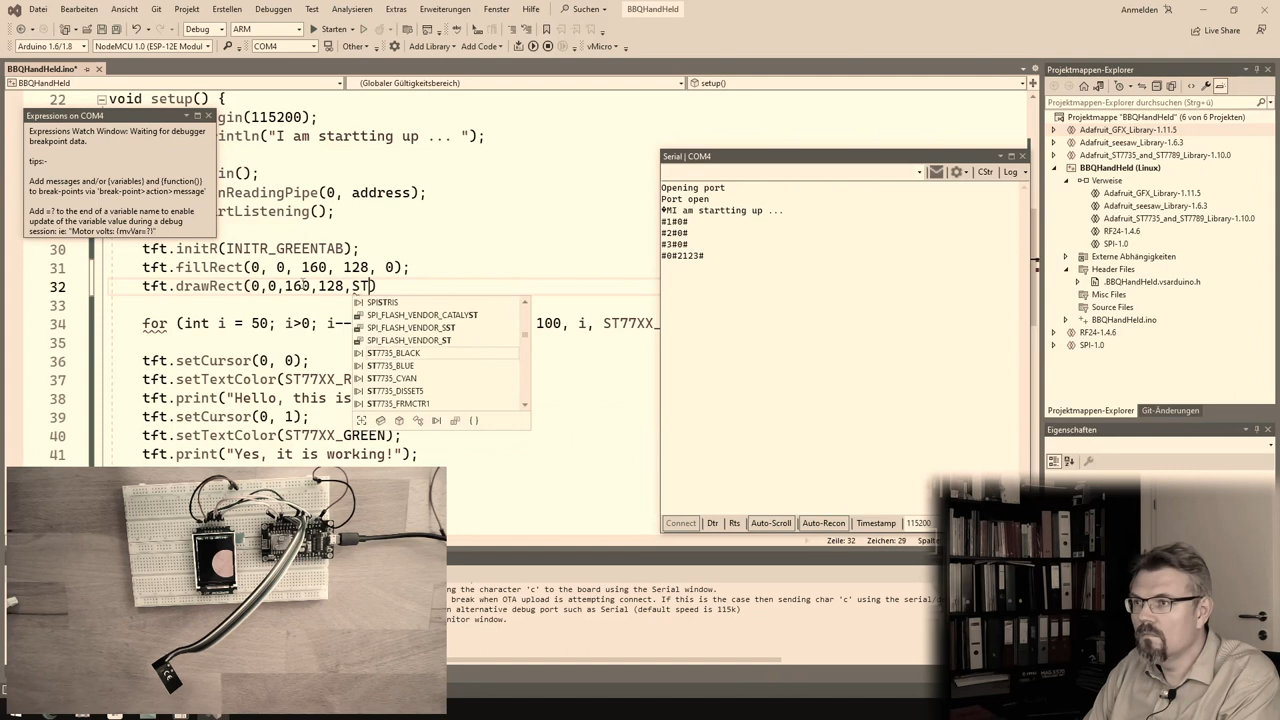 Datei Bearbeiten Ansicht Git Projekt Erstellen Debuggen Test Analysieren Extras Erweiterungen Fenster Hilfe Suchen BBQHandHeld Anmelden
Debug ARM Starten Live Share
Arduino 1.6/1.8 NodeMCU 1.0 (ESP-12E Modul COM4 Other Add Library Add Code vMicro
BBQHandHeld.ino*
BBQHandHeld (Globaler Gültigkeitsbereich) setup()
22 void setup() {
gin(115200);
ntln("I am startting up ... ");
in();
nReadingPipe(0, address);
rtListening();
30 tft.initR(INITR_GREENTAB);
31 tft.fillRect(0, 0, 160, 128, 0);
32 tft.drawRect(0,0,160,128,ST)
34 for (int i = 50; i>0; i-- 100, i, ST77XX_
36 tft.setCursor(0, 0);
37 tft.setTextColor(ST77XX_R
38 tft.print("Hello, this is
39 tft.setCursor(0, 1);
40 tft.setTextColor(ST77XX_GREEN);
41 tft.print("Yes, it is working!");
Expressions on COM4
Expressions Watch Window: Waiting for debugger
breakpoint data.
tips:-
Add messages and/or {variables} and {function()}
to break-points via 'break-point> action>message'
Add =? to the end of a variable name to enable
update of the variable value during a debug
session: ie: "Motor volts: {mvVar=?}"
SPISTRIS
SPI_FLASH_VENDOR_CATALYST
SPI_FLASH_VENDOR_SST
SPI_FLASH_VENDOR_ST
ST7735_BLACK
ST7735_BLUE
ST7735_CYAN
ST7735_DISSET5
ST7735_FRMCTR1
Serial | COM4
CStr Log
Opening port
Port open
�MI am startting up ...
#1#0#
#2#0#
#3#0#
#0#2123#
Connect Dtr Rts Auto-Scroll Auto-Recon Timestamp 115200
Zeile: 32 Zeichen: 29 Spalte
ng the character 'c' to the board using the Serial window.
break when OTA upload is attempting connect. If this is the case then sending char 'c' using the serial/
n alternative debug port such as Serial (default speed is 115k)
nitor window.
Projektmappen-Explorer
Projektmappen-Explorer durchsuchen (Strg+ü)
Projektmappe "BBQHandHeld" (6 von 6 Projekten)
Adafruit_GFX_Library-1.11.5
Adafruit_seesaw_Library-1.6.3
Adafruit_ST7735_and_ST7789_Library-1.10.0
BBQHandHeld (Linux)
Verweise
Adafruit_GFX_Library-1.11.5
Adafruit_seesaw_Library-1.6.3
Adafruit_ST7735_and_ST7789_Library-1.10.0
RF24-1.4.6
SPI-1.0
Externe Abhängigkeiten
Header Files
.BBQHandHeld.vsarduino.h
Misc Files
Source Files
BBQHandHeld.ino
RF24-1.4.6
SPI-1.0
Projektmappen-Explorer Git-Änderungen
Eigenschaften